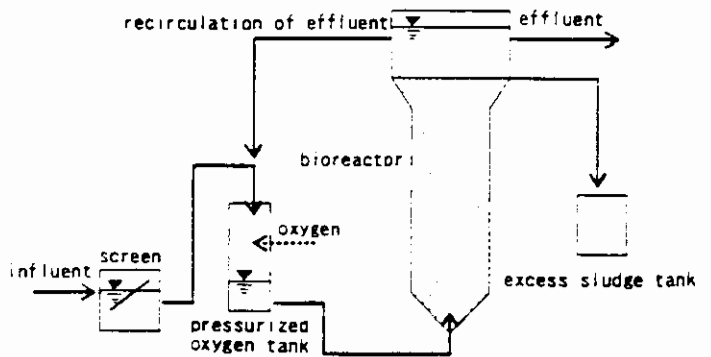 recirculation of effluent
effluent
bioreactor
oxygen
screen
influent
excess sludge tank
pressurized
oxygen tank